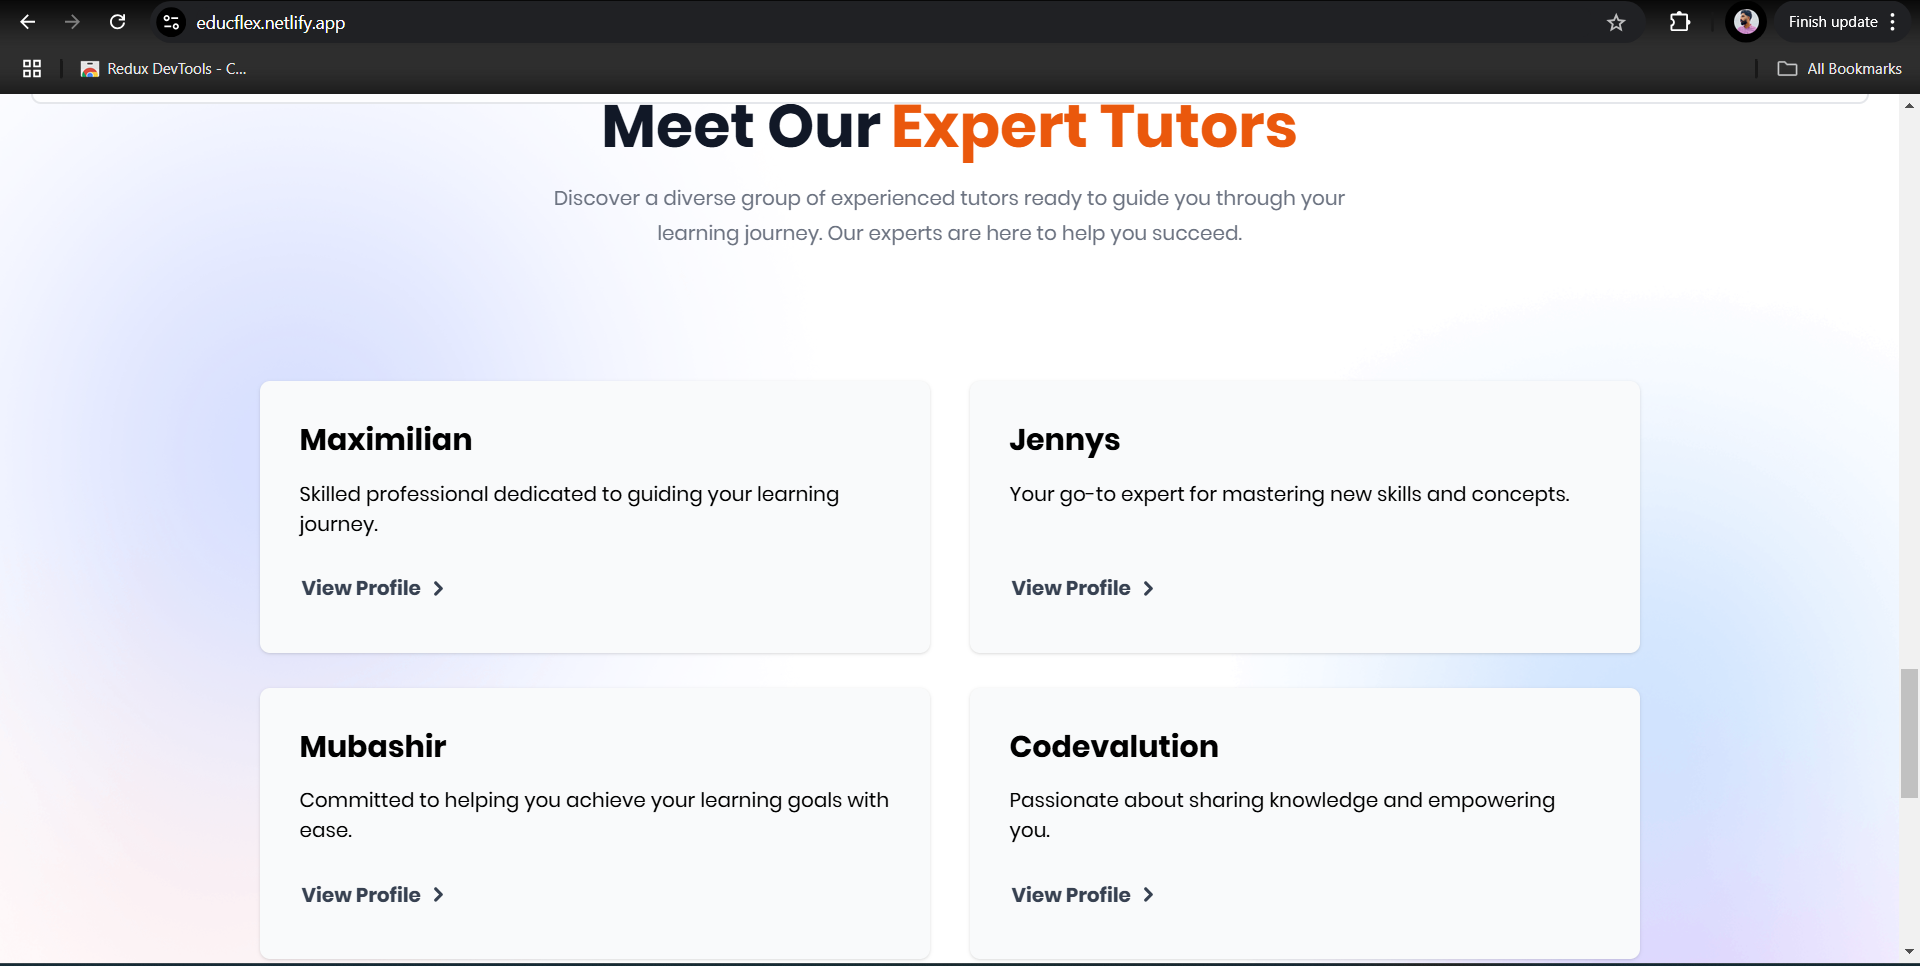 educflex.netlify.app
Finish update
Redux DevTools - C...
All Bookmarks
Meet Our Expert Tutors
Discover a diverse group of experienced tutors ready to guide you through your
learning journey. Our experts are here to help you succeed.
Maximilian
Skilled professional dedicated to guiding your learning
journey.
View Profile
Jennys
Your go-to expert for mastering new skills and concepts.
View Profile
Mubashir
Committed to helping you achieve your learning goals with
ease.
View Profile
Codevalution
Passionate about sharing knowledge and empowering
you.
View Profile